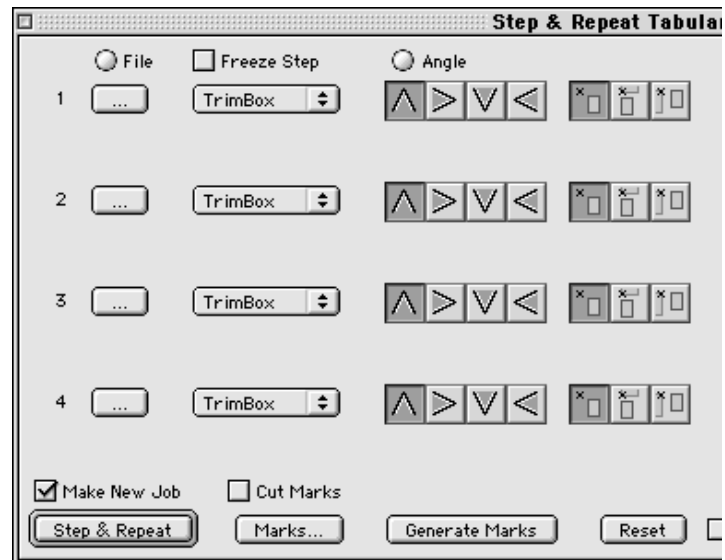 Step & Repeat Tabular
File Freeze Step Angle
1 ... TrimBox
2 ... TrimBox
3 ... TrimBox
4 ... TrimBox
Make New Job Cut Marks
Step & Repeat Marks... Generate Marks Reset